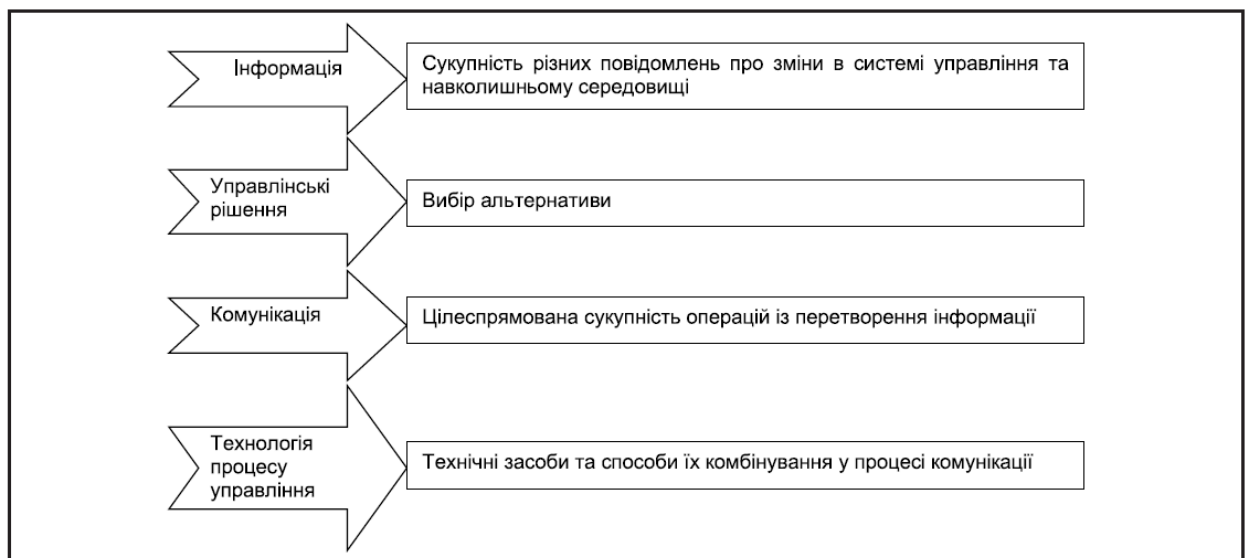 Інформація
Сукупність різних повідомлень про зміни в системі управління та
навколишньому середовищі
Управлінські
рішення
Вибір альтернативи
Комунікація
Цілеспрямована сукупність операцій із перетворення інформації
Технологія
процесу
управління
Технічні засоби та способи їх комбінування у процесі комунікації